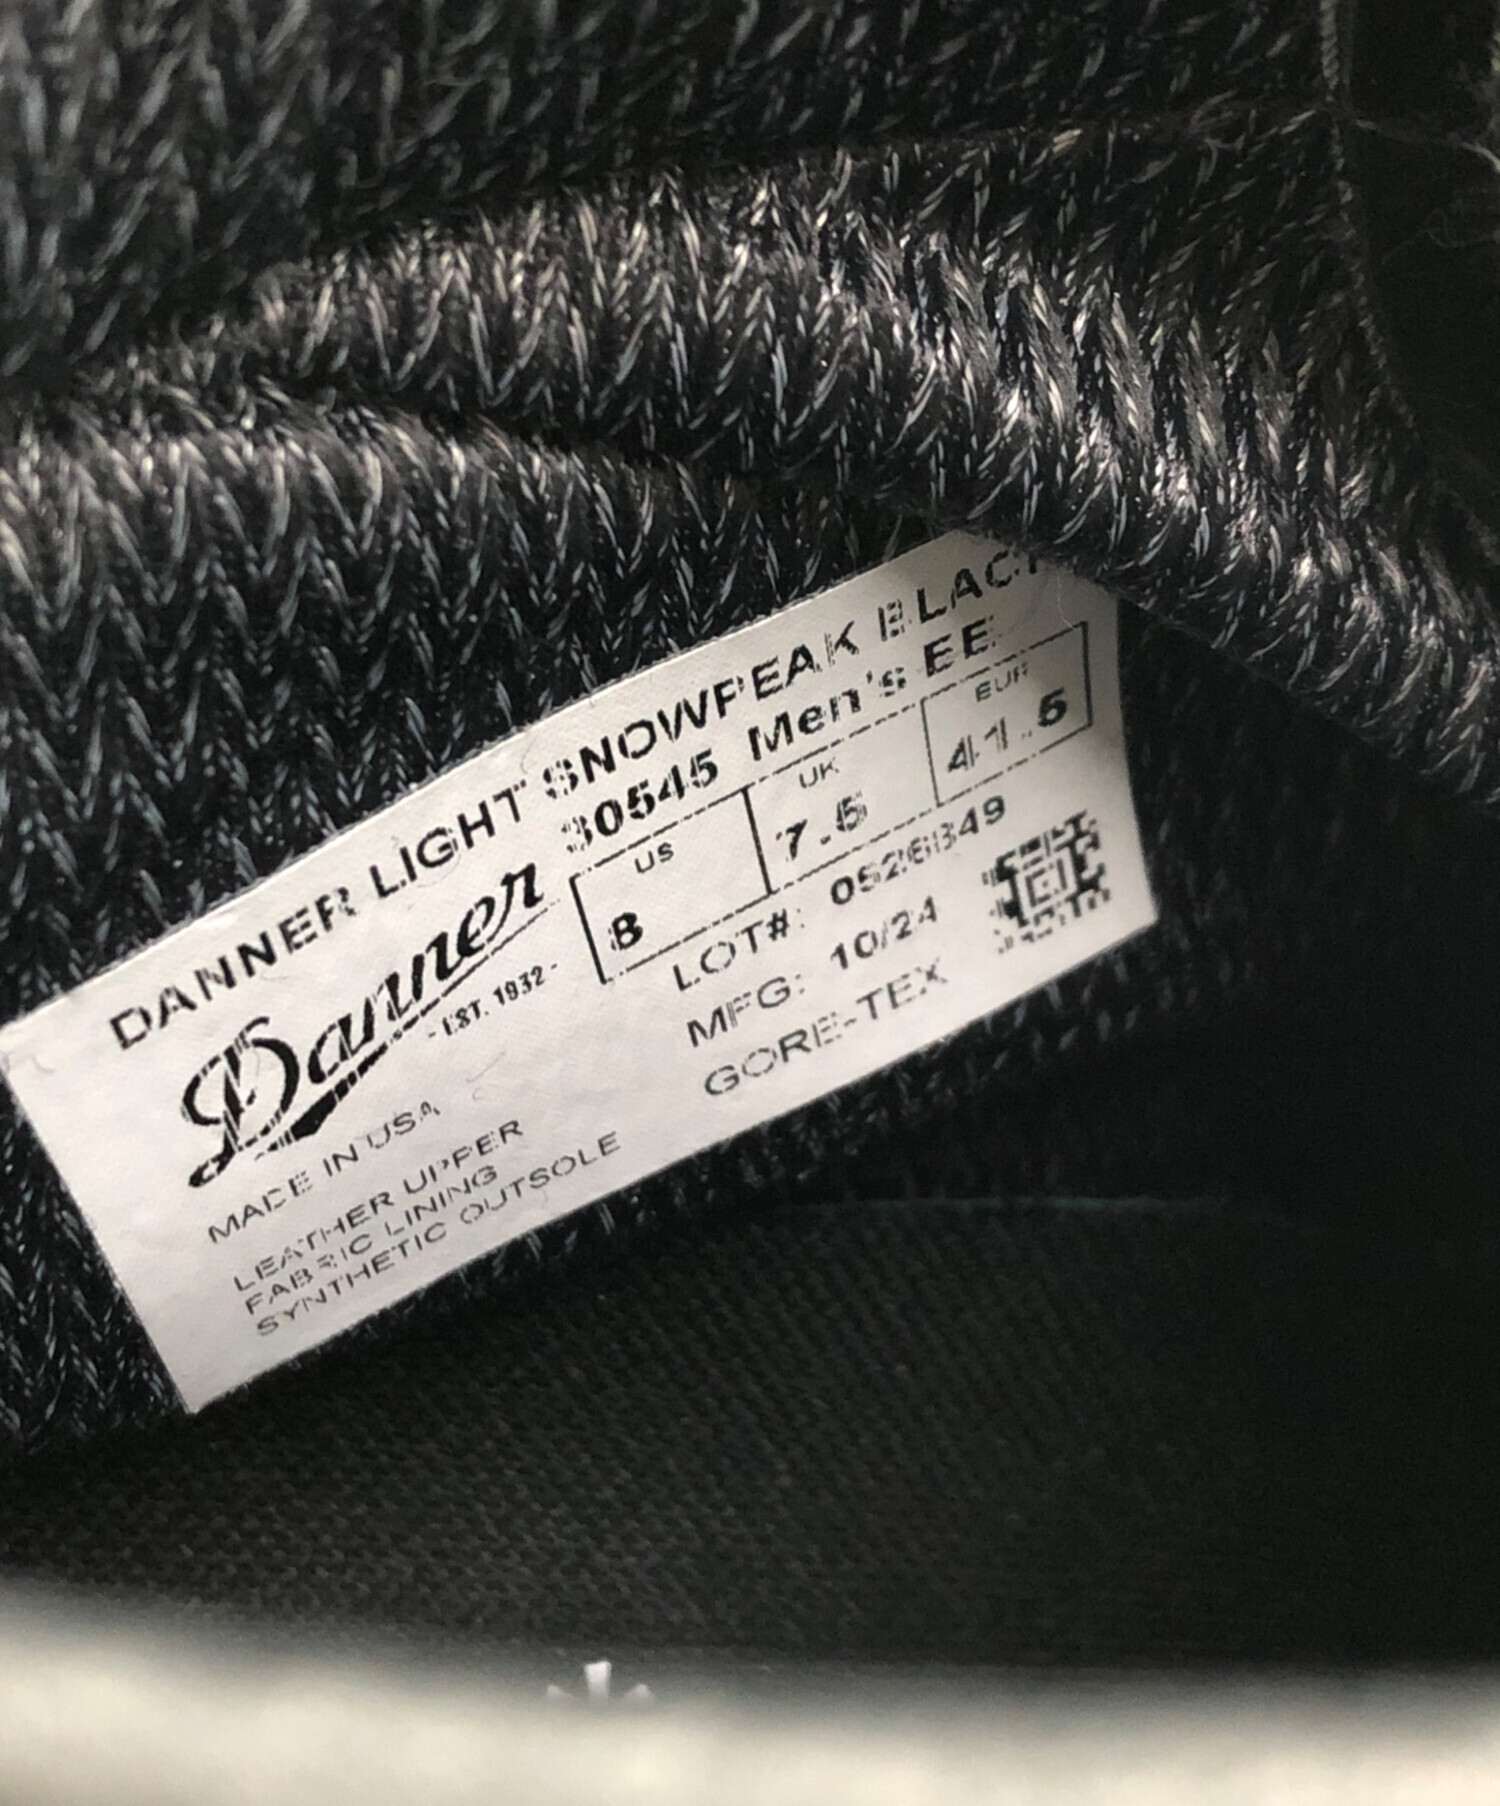 DANNER LIGHT SNOWPEAK BLACK
30545 Men's EE
Danner
- EST. 1932 -
US
8
UK
7.5
EUR
41.5
LOT#: 0526349
MFG: 10/24
GORE-TEX
MADE IN USA
LEATHER UPPER
FABRIC LINING
SYNTHETIC OUTSOLE